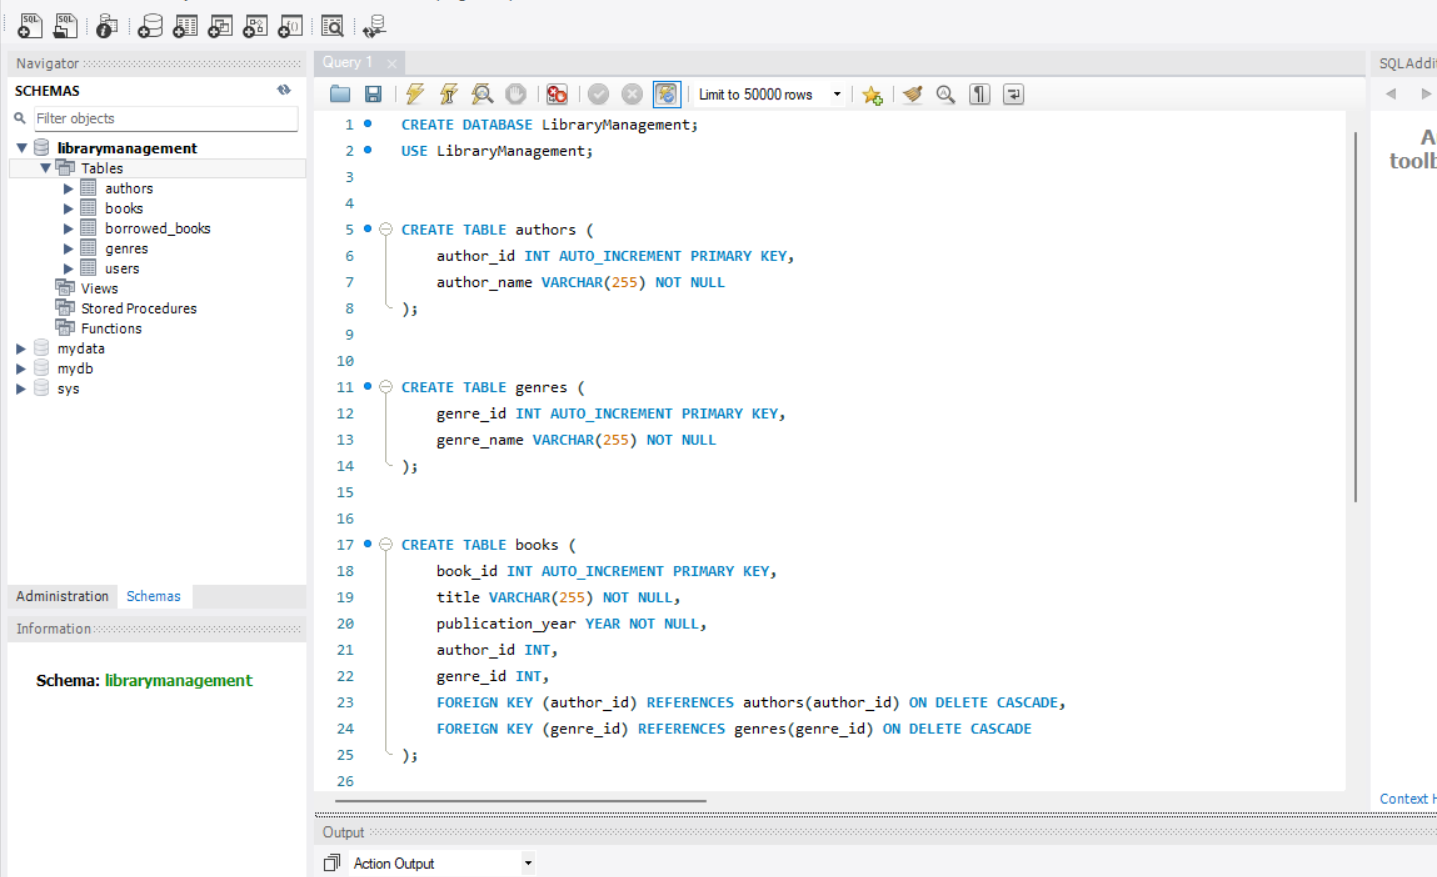 SQL SQL
Navigator
SCHEMAS
Filter objects
librarymanagement
Tables
authors
books
borrowed_books
genres
users
Views
Stored Procedures
Functions
mydata
mydb
sys
Administration Schemas
Information
Schema: librarymanagement
Query 1
Limit to 50000 rows
1 CREATE DATABASE LibraryManagement;
2 USE LibraryManagement;
3
4
5 CREATE TABLE authors (
6 author_id INT AUTO_INCREMENT PRIMARY KEY,
7 author_name VARCHAR(255) NOT NULL
8 );
9
10
11 CREATE TABLE genres (
12 genre_id INT AUTO_INCREMENT PRIMARY KEY,
13 genre_name VARCHAR(255) NOT NULL
14 );
15
16
17 CREATE TABLE books (
18 book_id INT AUTO_INCREMENT PRIMARY KEY,
19 title VARCHAR(255) NOT NULL,
20 publication_year YEAR NOT NULL,
21 author_id INT,
22 genre_id INT,
23 FOREIGN KEY (author_id) REFERENCES authors(author_id) ON DELETE CASCADE,
24 FOREIGN KEY (genre_id) REFERENCES genres(genre_id) ON DELETE CASCADE
25 );
26
Output
Action Output
SQLAddi
A
toolb
Context H